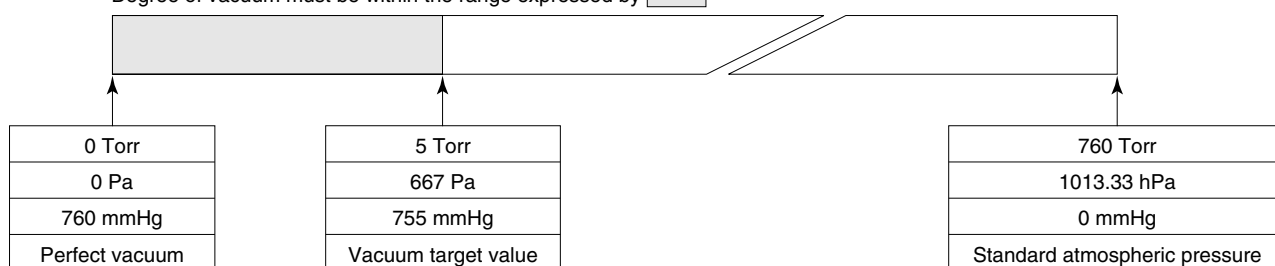 Degree of vacuum must be within the range expressed by
0 Torr
0 Pa
760 mmHg
Perfect vacuum
5 Torr
667 Pa
755 mmHg
Vacuum target value
760 Torr
1013.33 hPa
0 mmHg
Standard atmospheric pressure